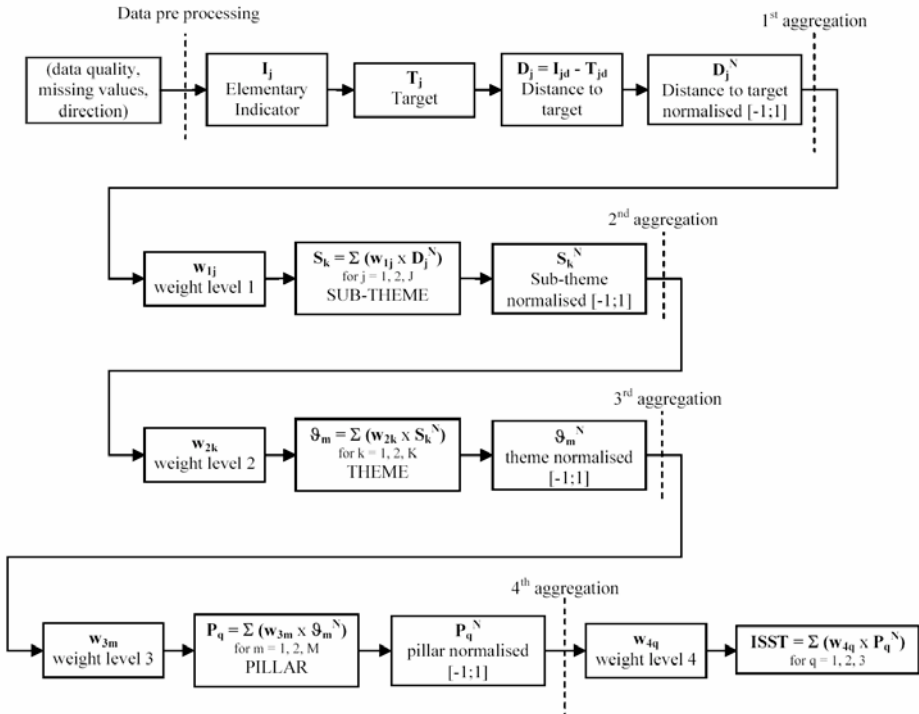 Data pre processing
1st aggregation
(data quality,
missing values,
direction)
Ij
Elementary
Indicator
Tj
Target
Dj = Ijd - Tjd
Distance to
target
DjN
Distance to target
normalised [-1;1]
2nd aggregation
w1j
weight level 1
Sk = Σ (w1j x DjN)
for j = 1, 2, J
SUB-THEME
SkN
Sub-theme
normalised [-1;1]
3rd aggregation
w2k
weight level 2
ϑm = Σ (w2k x SkN)
for k = 1, 2, K
THEME
ϑmN
theme normalised
[-1;1]
4th aggregation
w3m
weight level 3
Pq = Σ (w3m x ϑmN)
for m = 1, 2, M
PILLAR
PqN
pillar normalised
[-1;1]
w4q
weight level 4
ISST = Σ (w4q x PqN)
for q = 1, 2, 3